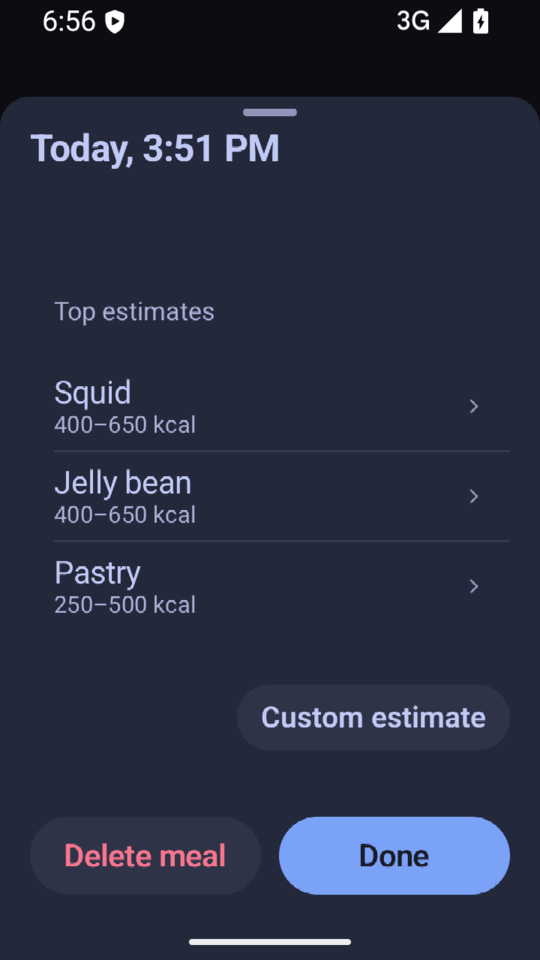 6:56
3G
Today, 3:51 PM
Top estimates
Squid
400–650 kcal
Jelly bean
400–650 kcal
Pastry
250–500 kcal
Custom estimate
Delete meal
Done